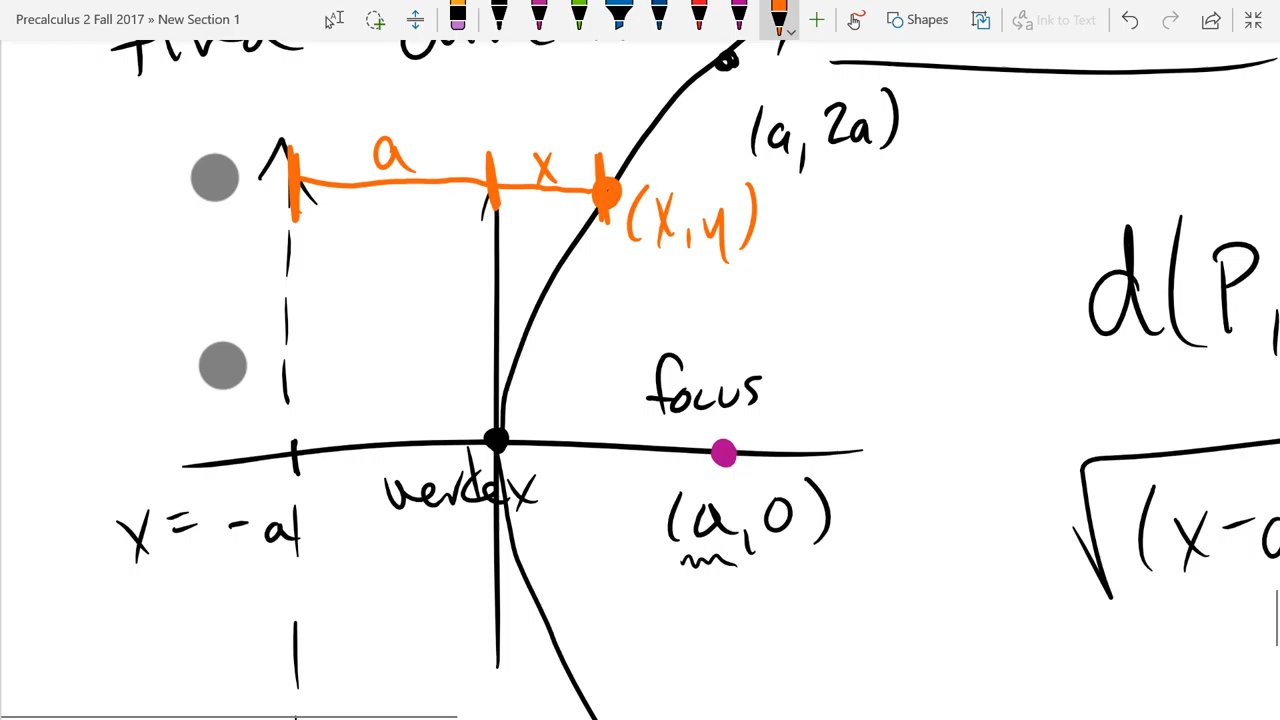 Precalculus 2 Fall 2017 » New Section 1
Shapes
Ink to Text
(a, 2a)
a
x
(x, y)
d(P,
focus
vertex
(a, 0)
x = -a
√(x-a